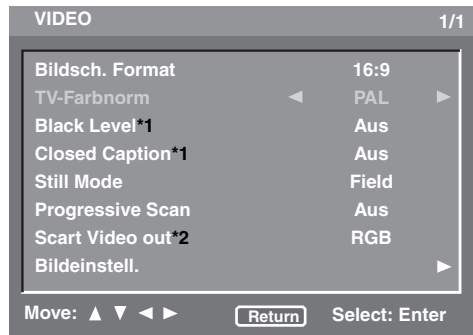 VIDEO 1/1
Bildsch. Format 16:9
TV-Farbnorm ◄ PAL ►
Black Level*1 Aus
Closed Caption*1 Aus
Still Mode Field
Progressive Scan Aus
Scart Video out*2 RGB
Bildeinstell. ►
Move: ▲ ▼ ◄ ► Return Select: Enter